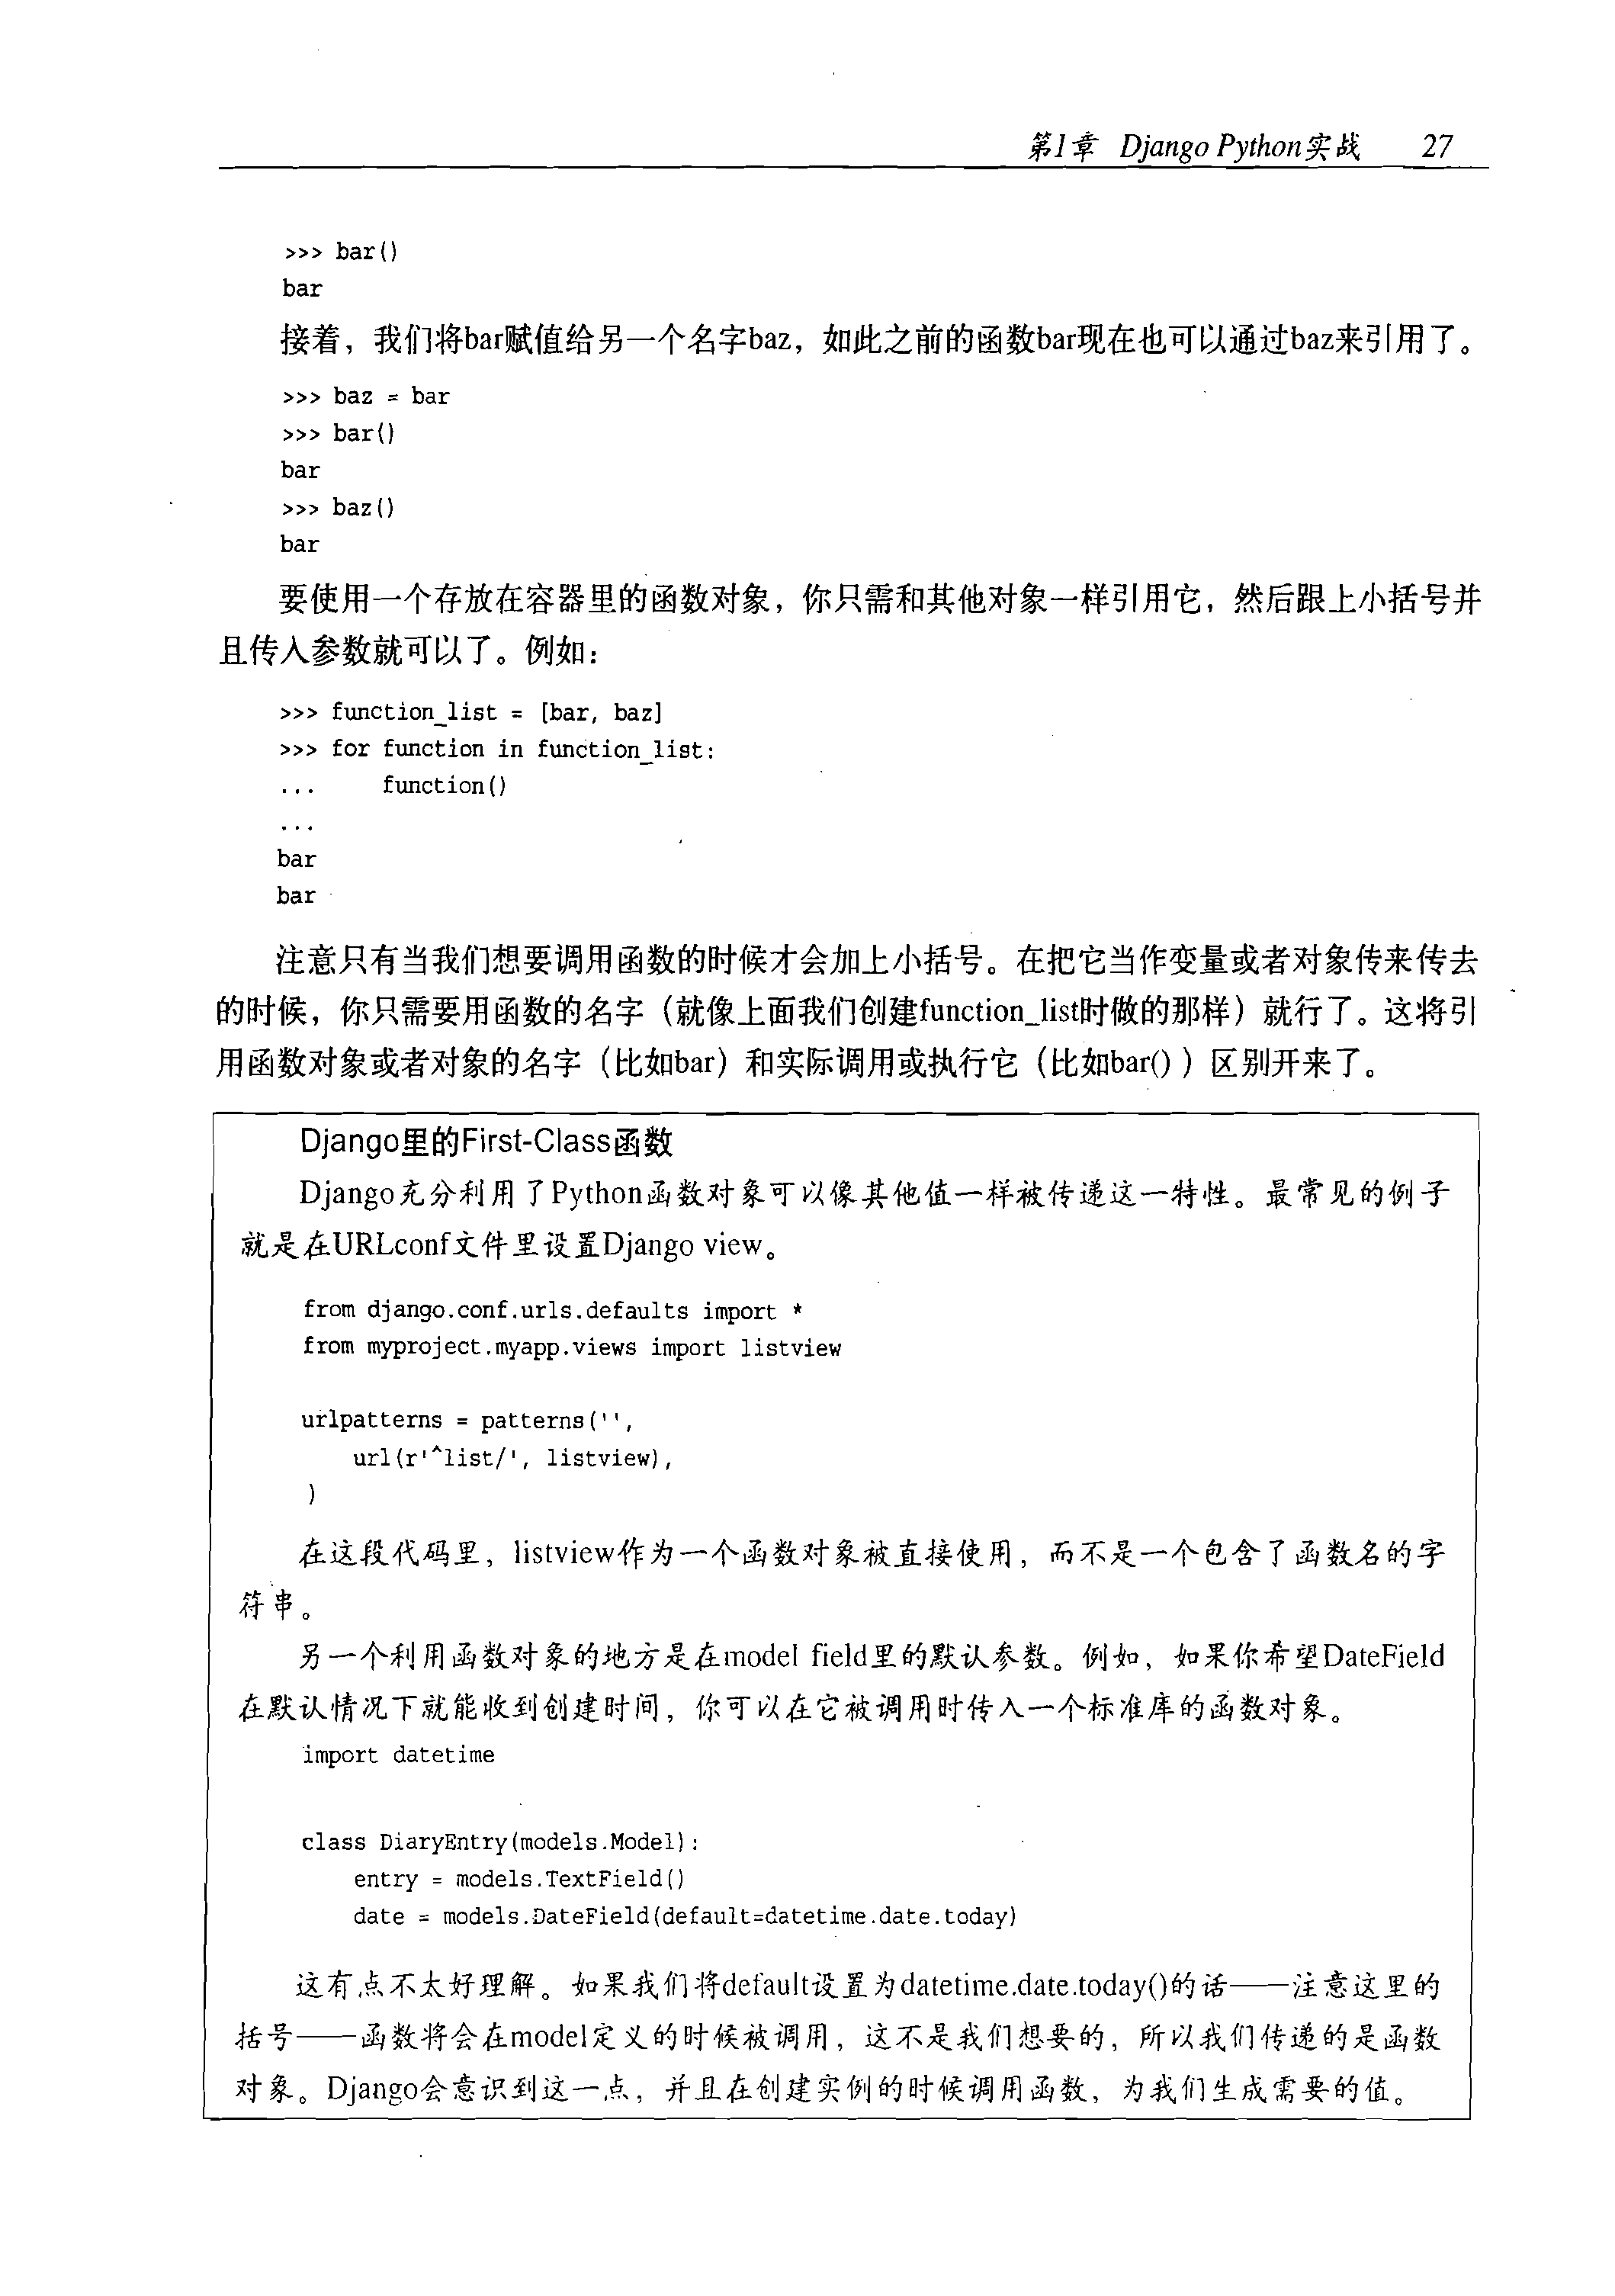 第1章 Django Python实战 27
>>> bar()
bar
接着，我们将bar赋值给另一个名字baz，如此之前的函数bar现在也可以通过baz来引用了。
>>> baz = bar
>>> bar()
bar
>>> baz()
bar
要使用一个存放在容器里的函数对象，你只需和其他对象一样引用它，然后跟上小括号并
且传入参数就可以了。例如：
>>> function_list = [bar, baz]
>>> for function in function_list:
...     function()
...
bar
bar
注意只有当我们想要调用函数的时候才会加上小括号。在把它当作变量或者对象传来传去
的时候，你只需要用函数的名字（就像上面我们创建function_list时做的那样）就行了。这将引
用函数对象或者对象的名字（比如bar）和实际调用或执行它（比如bar()）区别开来了。
Django里的First-Class函数
Django充分利用了Python函数对象可以像其他值一样被传递这一特性。最常见的例子
就是在URLconf文件里设置Django view。
from django.conf.urls.defaults import *
from myproject.myapp.views import listview
urlpatterns = patterns('',
    url(r'^list/', listview),
)
在这段代码里，listview作为一个函数对象被直接使用，而不是一个包含了函数名的字
符串。
另一个利用函数对象的地方是在model field里的默认参数。例如，如果你希望DateField
在默认情况下就能收到创建时间，你可以在它被调用时传入一个标准库的函数对象。
import datetime
class DiaryEntry(models.Model):
    entry = models.TextField()
    date = models.DateField(default=datetime.date.today)
这有点不太好理解。如果我们将default设置为datetime.date.today()的话——注意这里的
括号——函数将会在model定义的时候被调用，这不是我们想要的，所以我们传递的是函数
对象。Django会意识到这一点，并且在创建实例的时候调用函数，为我们生成需要的值。